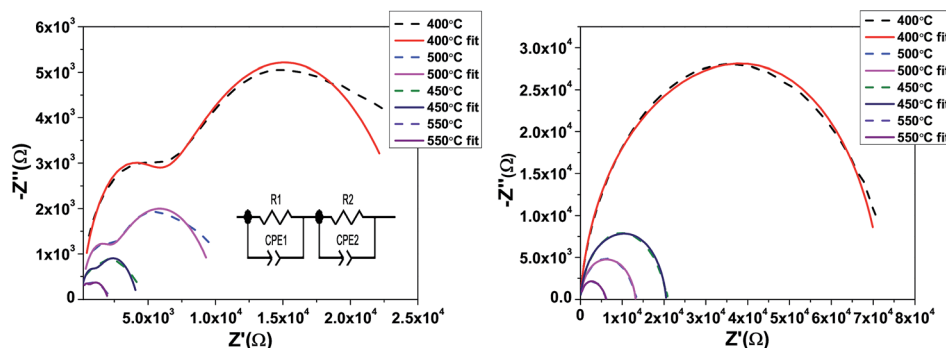 6x10³
5x10³
4x10³
3x10³
2x10³
1x10³
0
-Z''(Ω)
400°C
400°C fit
500°C
500°C fit
450°C
450°C fit
550°C
550°C fit
R1
R2
CPE1
CPE2
5.0x10³
1.0x10⁴
1.5x10⁴
2.0x10⁴
2.5x10⁴
Z'(Ω)
3.0x10⁴
2.5x10⁴
2.0x10⁴
1.5x10⁴
1.0x10⁴
5.0x10³
0.0
-Z''(Ω)
400°C
400°C fit
500°C
500°C fit
450°C
450°C fit
550°C
550°C fit
0 1x10⁴ 2x10⁴ 3x10⁴ 4x10⁴ 5x10⁴ 6x10⁴ 7x10⁴ 8x10⁴
Z'(Ω)